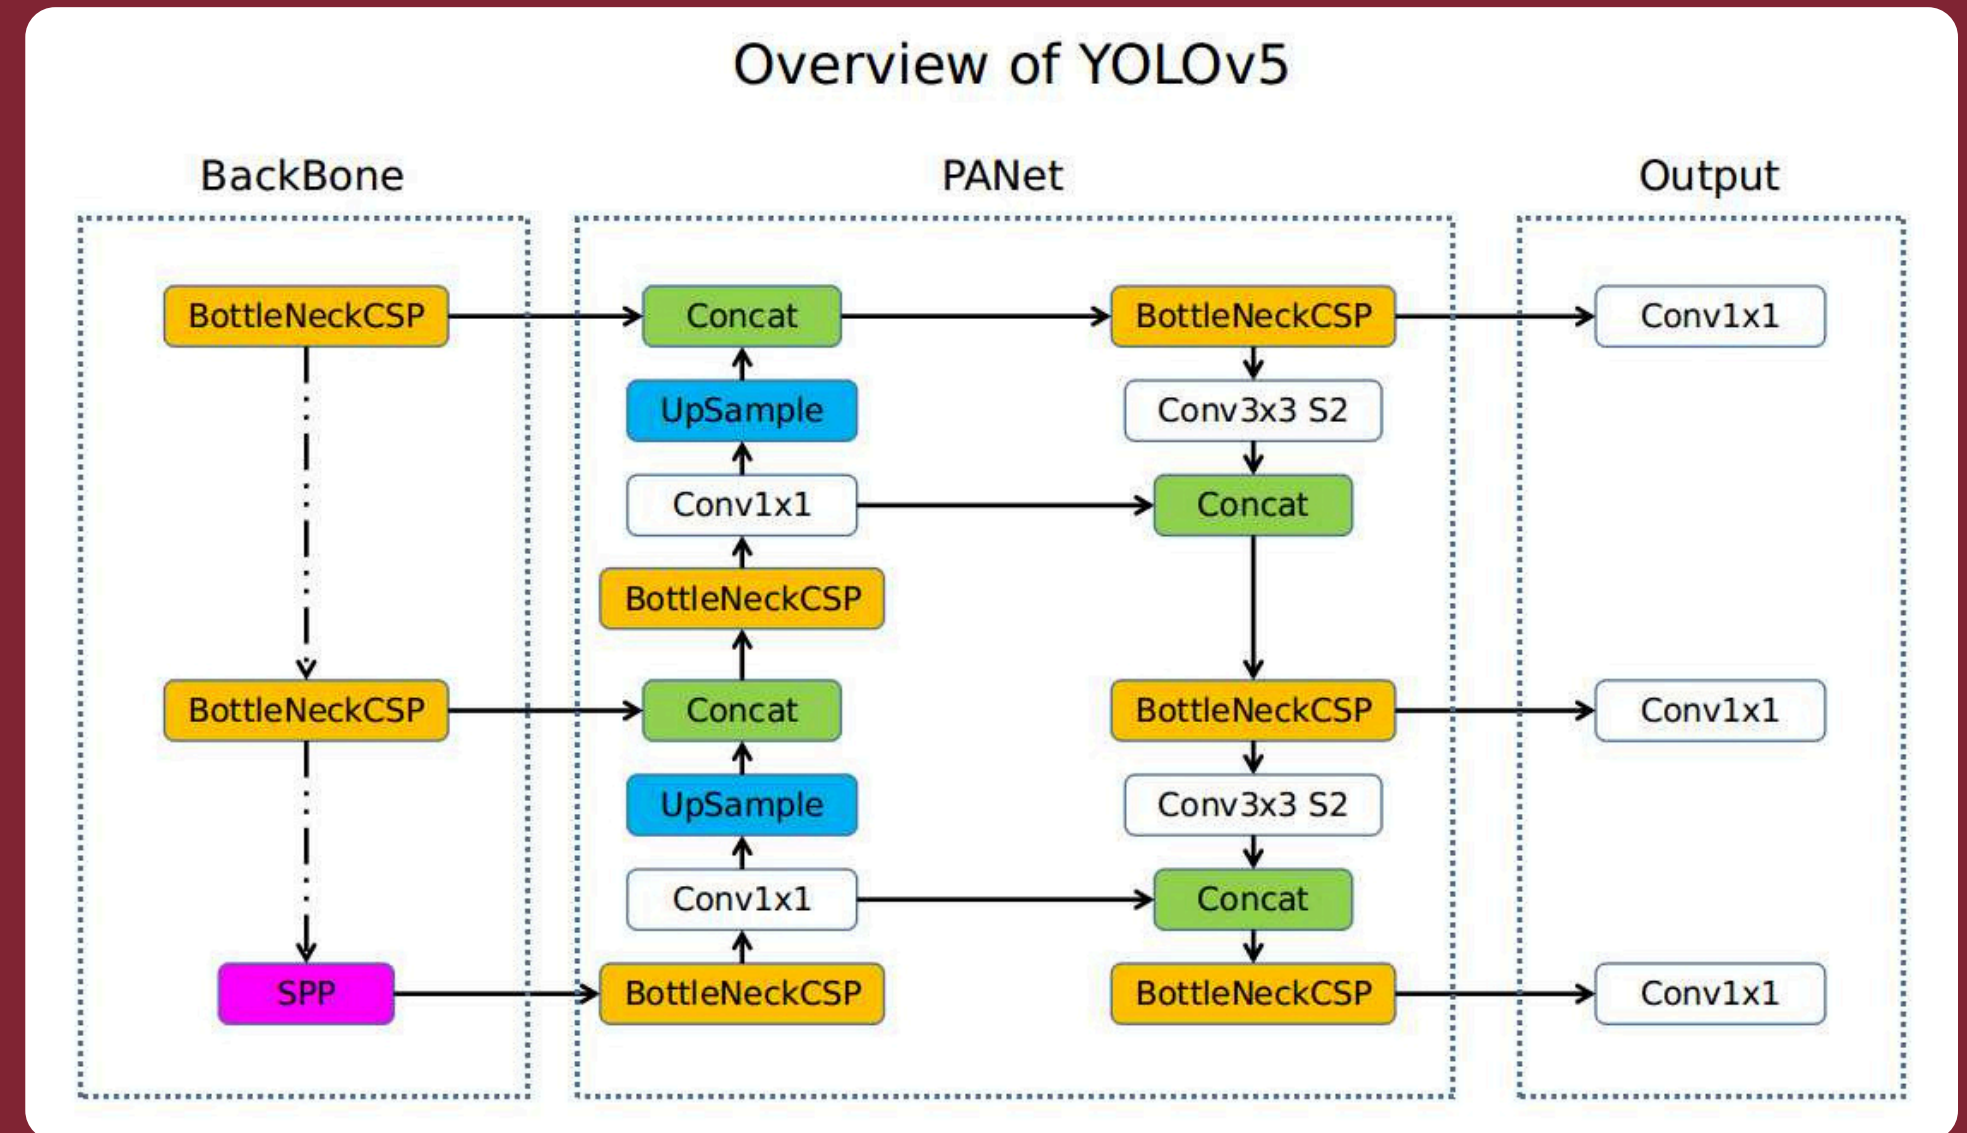 Overview of YOLOv5
BackBone
PANet
Output
BottleNeckCSP
Concat
BottleNeckCSP
Conv1x1
UpSample
Conv3x3 S2
Conv1x1
Concat
BottleNeckCSP
BottleNeckCSP
Concat
BottleNeckCSP
Conv1x1
UpSample
Conv3x3 S2
Conv1x1
Concat
SPP
BottleNeckCSP
BottleNeckCSP
Conv1x1